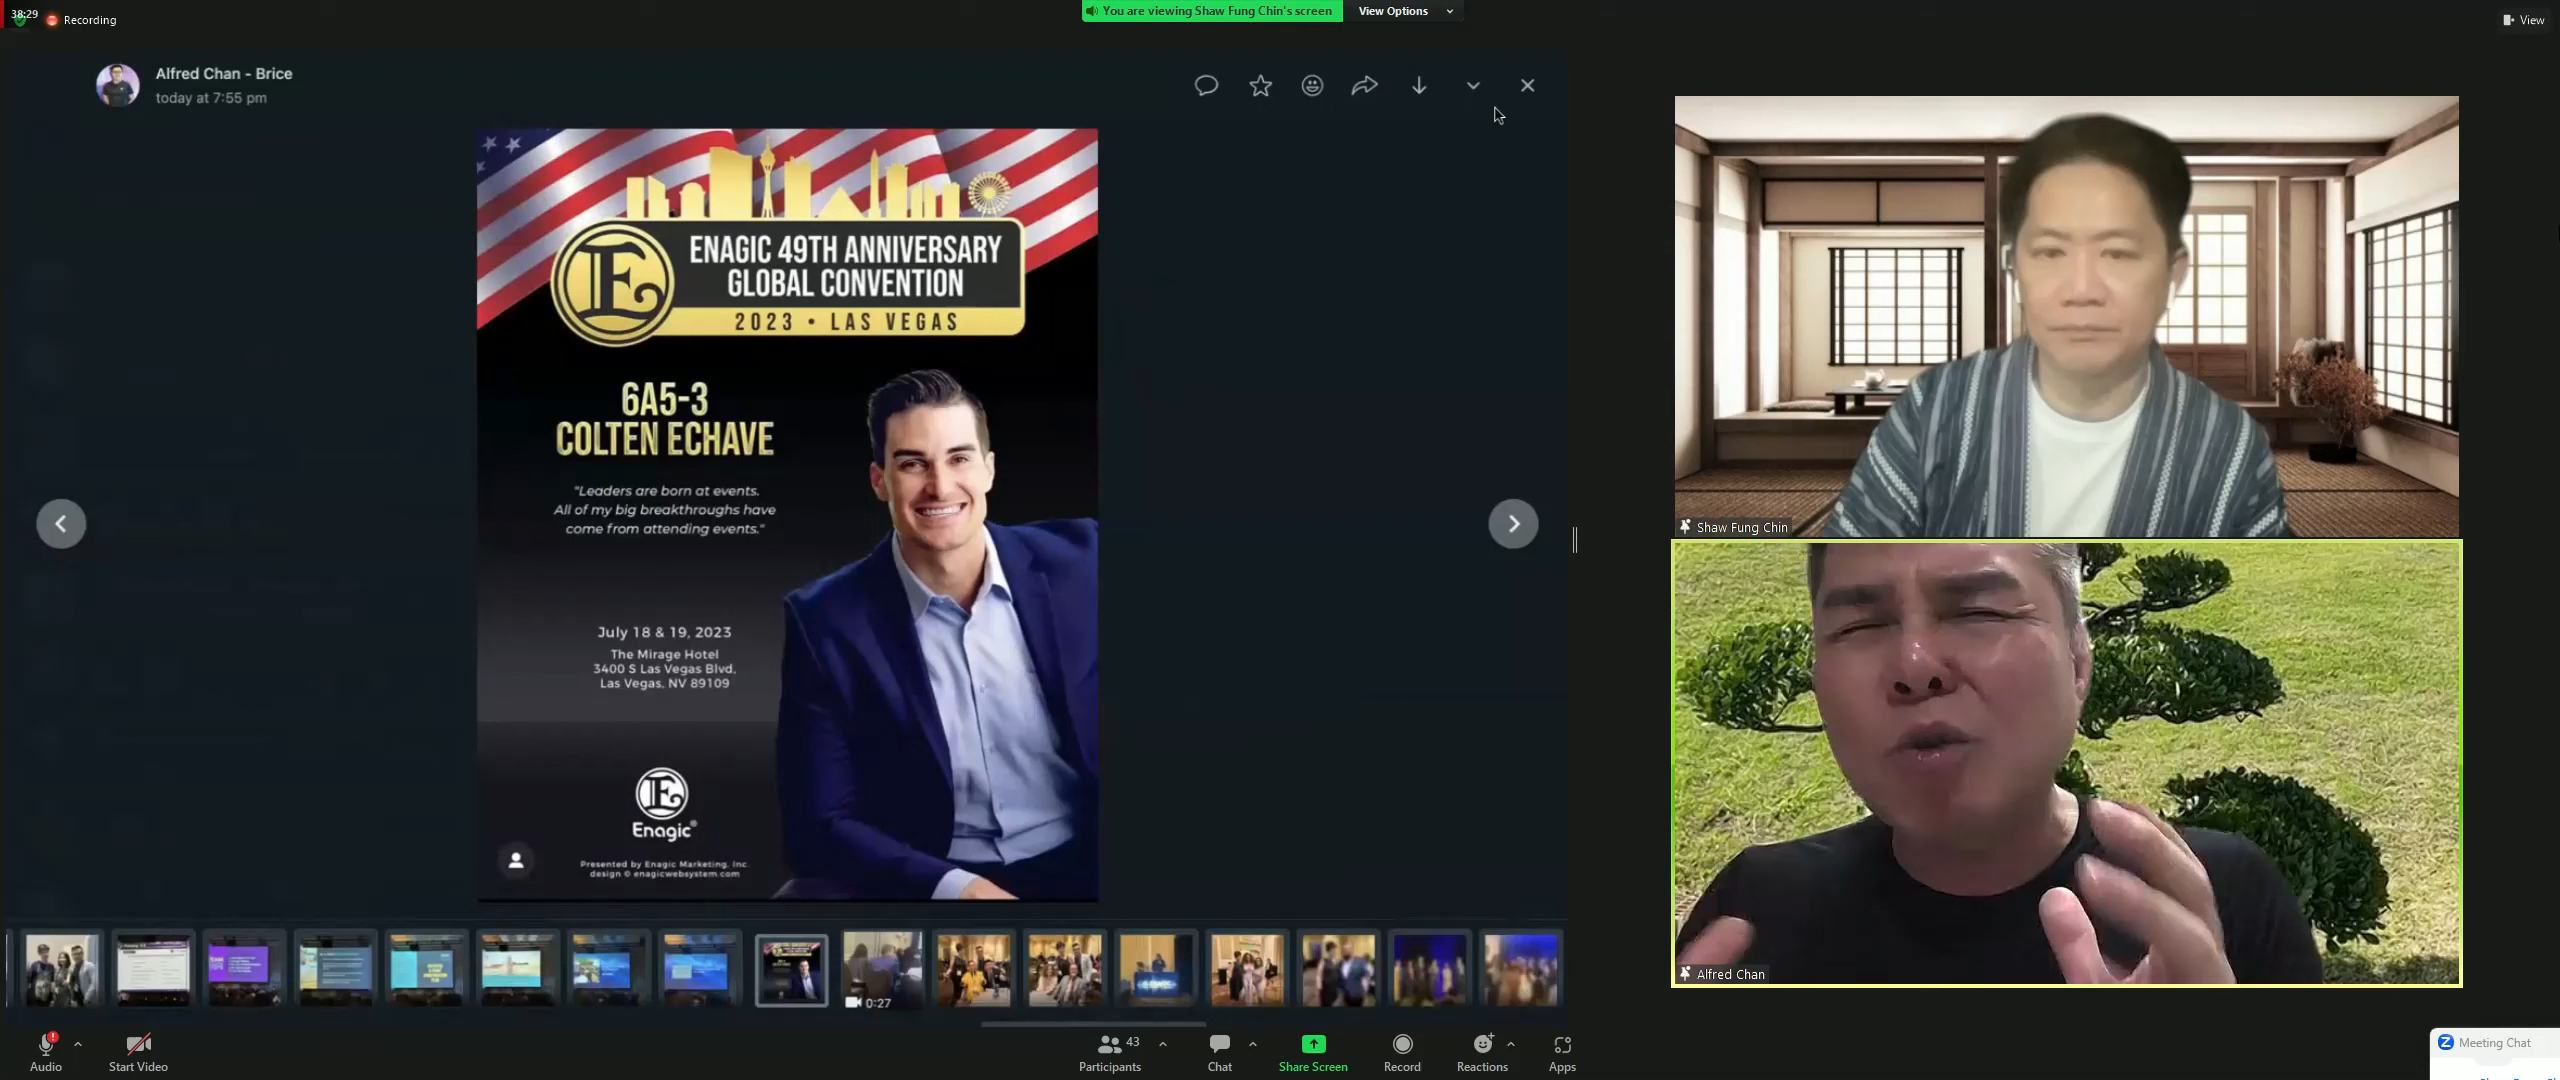 38:29
Recording
You are viewing Shaw Fung Chin's screen
View Options
View
Alfred Chan - Brice
today at 7:55 pm
ENAGIC 49TH ANNIVERSARY
GLOBAL CONVENTION
2023 • LAS VEGAS
6A5-3
COLTEN ECHAVE
"Leaders are born at events.
All of my big breakthroughs have
come from attending events."
July 18 & 19, 2023
The Mirage Hotel
3400 S Las Vegas Blvd.
Las Vegas, NV 89109
E
Enagic®
Presented by Enagic Marketing, Inc.
design © enagicwebsystem.com
Shaw Fung Chin
Alfred Chan
0:27
Audio
Start Video
43
Participants
Chat
Share Screen
Record
Reactions
Apps
Meeting Chat